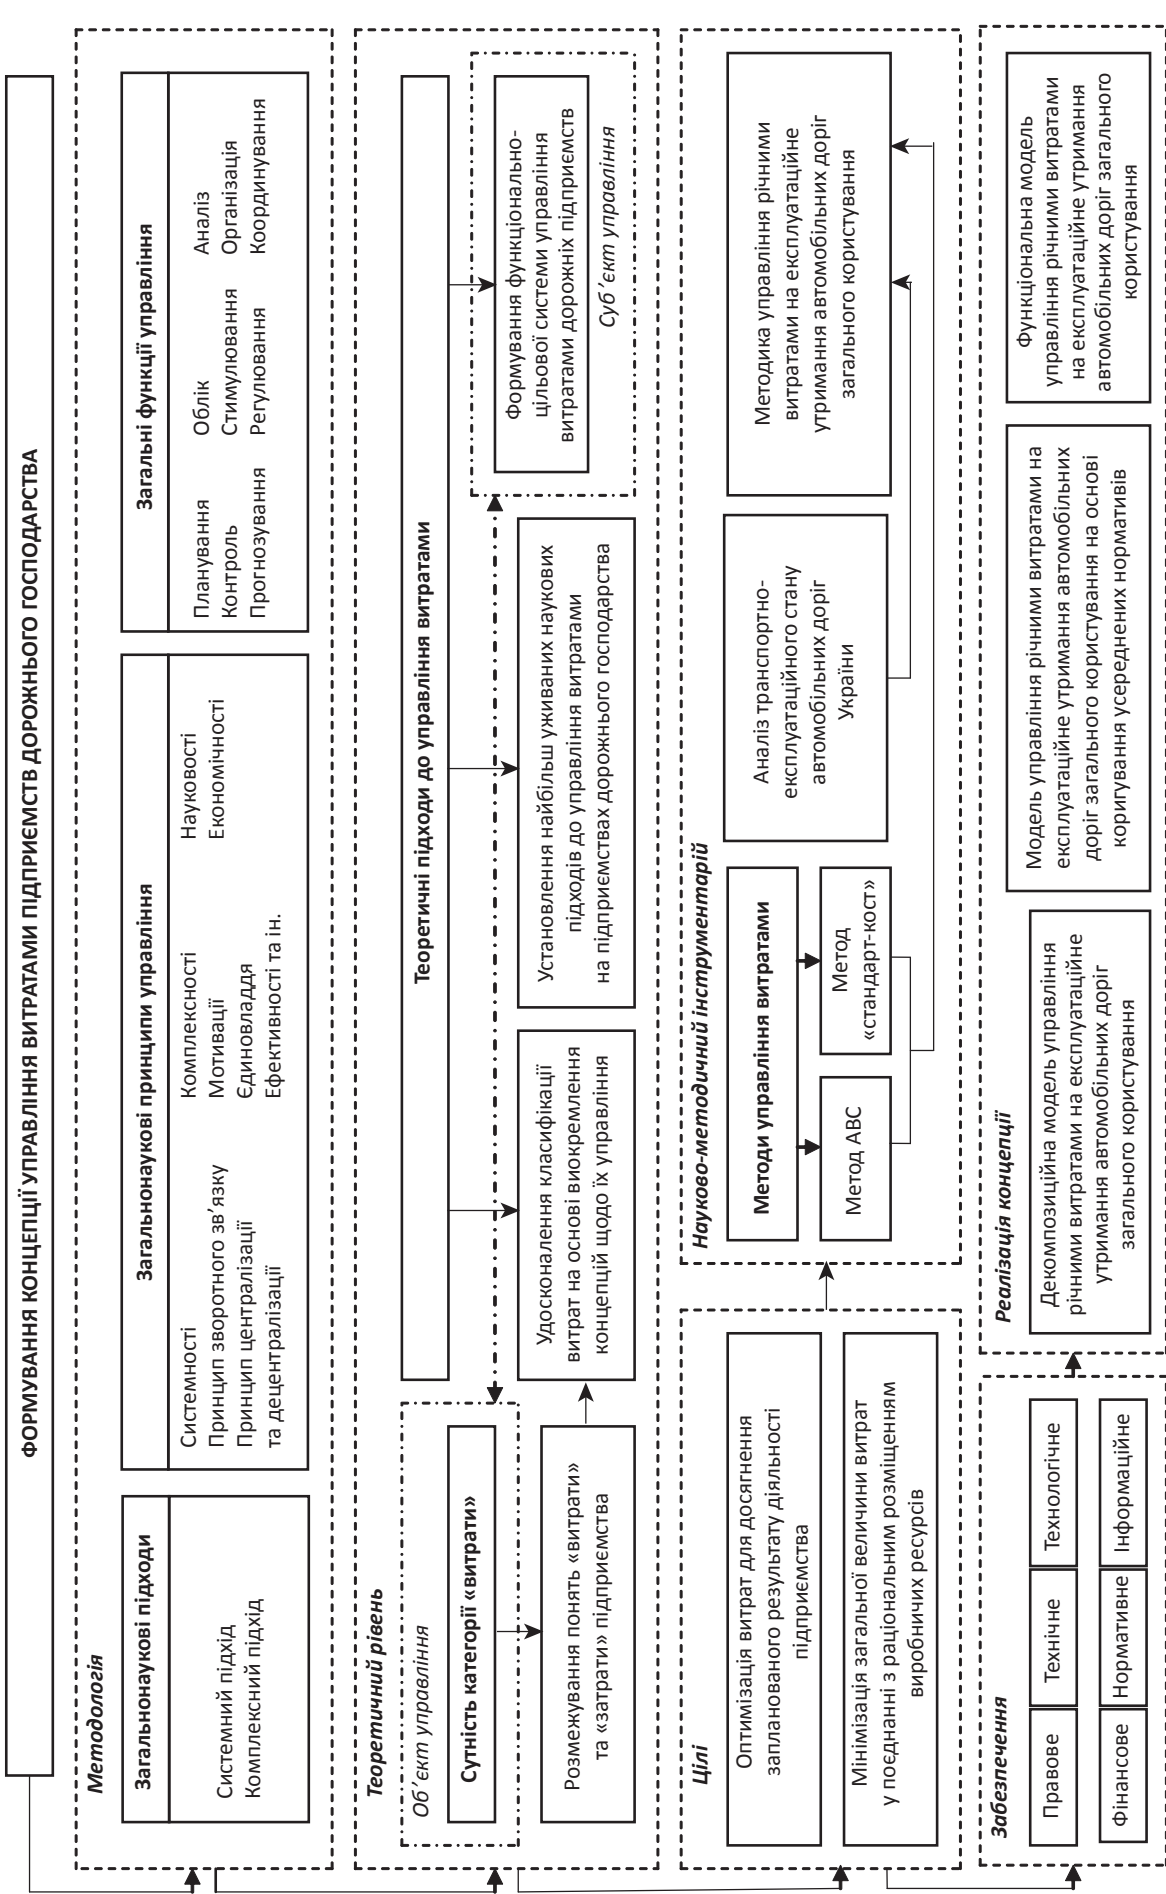 ФОРМУВАННЯ КОНЦЕПЦІЇ УПРАВЛІННЯ ВИТРАТАМИ ПІДПРИЄМСТВ ДОРОЖНЬОГО ГОСПОДАРСТВА
Методологія
Загальнонаукові підходи
Системний підхід
Комплексний підхід
Загальнонаукові принципи управління
Системності
Принцип зворотного зв’язку
Принцип централізації
та децентралізації
Комплексності
Мотивації
Єдиновладдя
Ефективності та ін.
Науковості
Економічності
Загальні функції управління
Планування
Контроль
Прогнозування
Облік
Стимулювання
Регулювання
Аналіз
Організація
Координування
Теоретичний рівень
Об’єкт управління
Сутність категорії «витрати»
Розмежування понять «витрати»
та «затрати» підприємства
Теоретичні підходи до управління витратами
Удосконалення класифікації
витрат на основі виокремлення
концепцій щодо їх управління
Установлення найбільш уживаних наукових
підходів до управління витратами
на підприємствах дорожнього господарства
Формування функціонально-
цільової системи управління
витратами дорожніх підприємств
Суб’єкт управління
Цілі
Оптимізація витрат для досягнення
запланованого результату діяльності
підприємства
Мінімізація загальної величини витрат
у поєднанні з раціональним розміщенням
виробничих ресурсів
Науково-методичний інструментарій
Методи управління витратами
Метод АВС
Метод
«стандарт-кост»
Аналіз транспортно-
експлуатаційного стану
автомобільних доріг
України
Методика управління річними
витратами на експлуатаційне
утримання автомобільних доріг
загального користування
Забезпечення
Правове
Технічне
Технологічне
Фінансове
Нормативне
Інформаційне
Реалізація концепції
Декомпозиційна модель управління
річними витратами на експлуатаційне
утримання автомобільних доріг
загального користування
Модель управління річними витратами на
експлуатаційне утримання автомобільних
доріг загального користування на основі
коригування усереднених нормативів
Функціональна модель
управління річними витратами
на експлуатаційне утримання
автомобільних доріг загального
користування